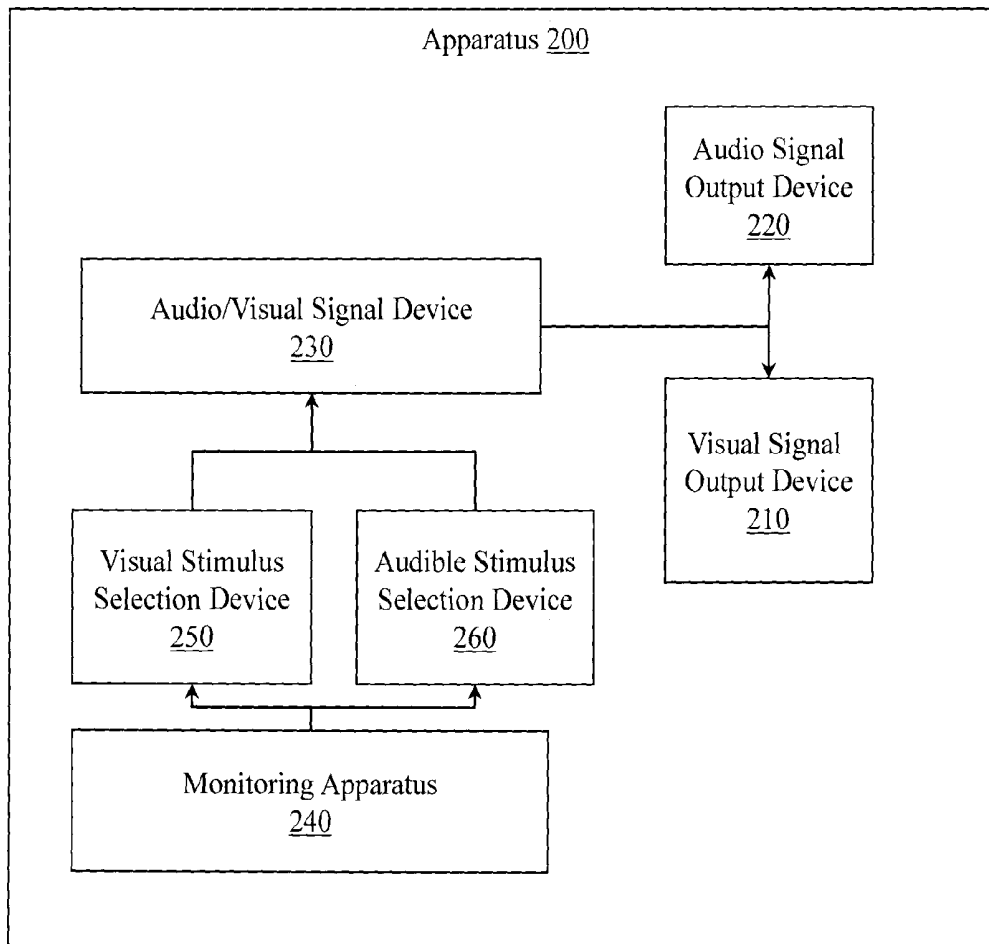 Apparatus 200
Audio Signal
Output Device
220
Audio/Visual Signal Device
230
Visual Signal
Output Device
210
Visual Stimulus
Selection Device
250
Audible Stimulus
Selection Device
260
Monitoring Apparatus
240